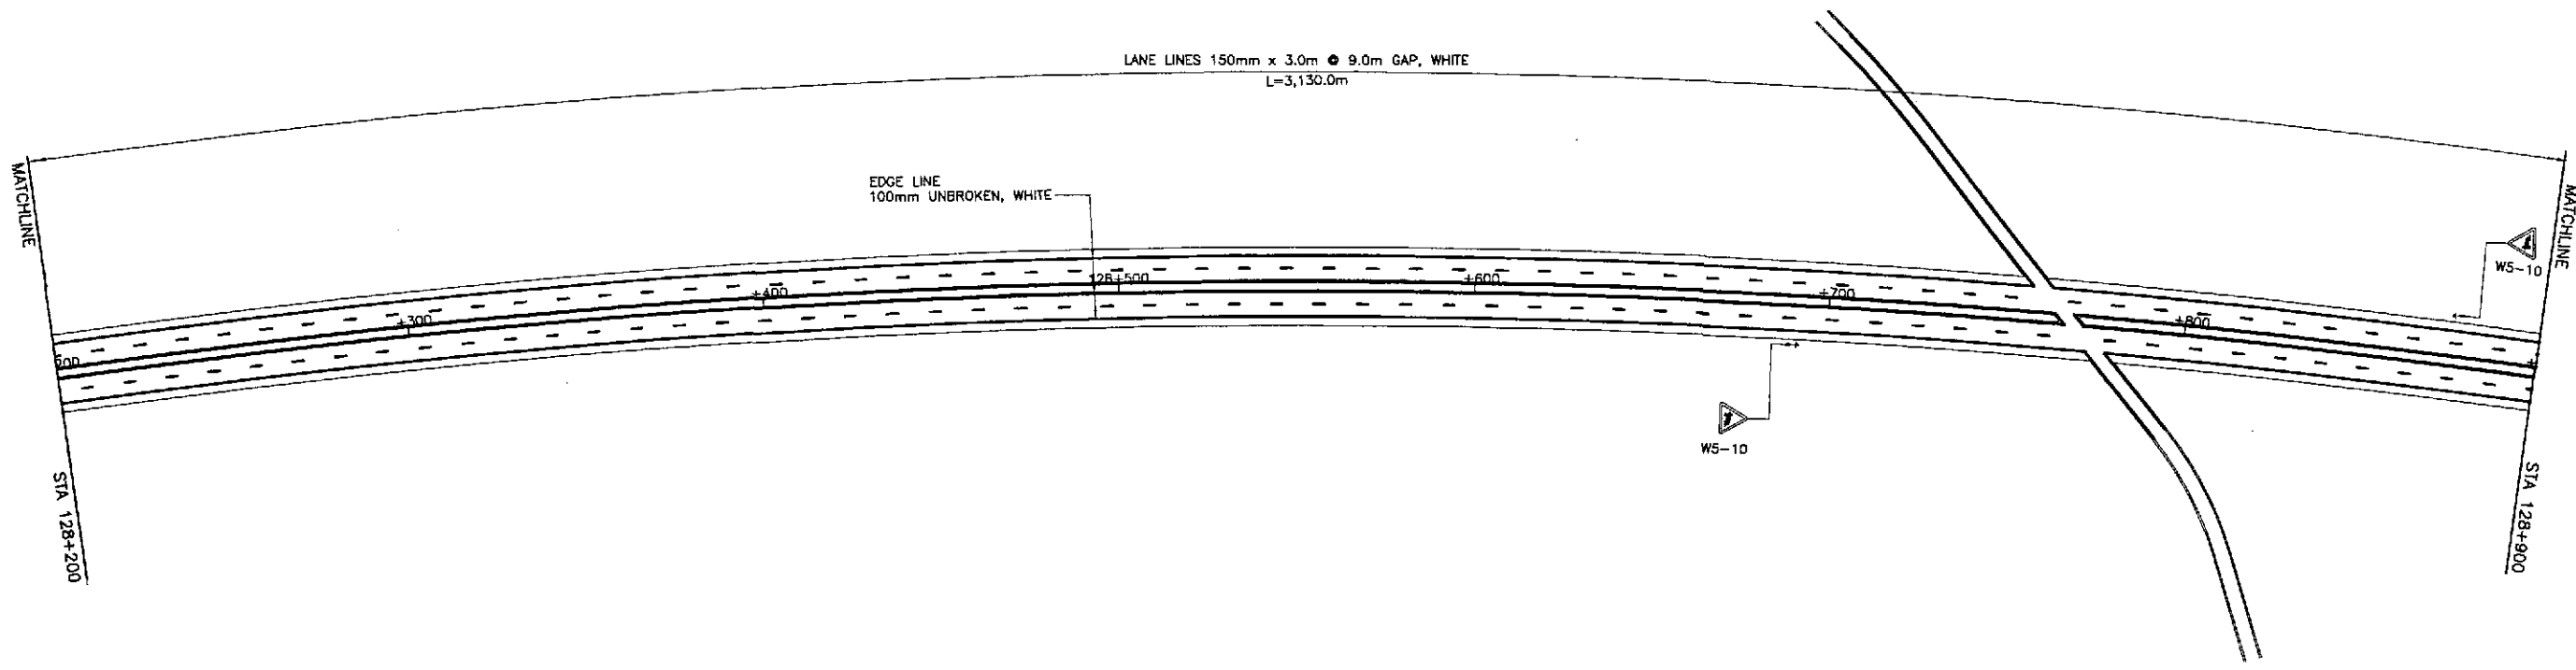 LANE LINES 150mm x 3.0m @ 9.0m GAP, WHITE
L=3,130.0m
EDGE LINE
100mm UNBROKEN, WHITE
MATCHLINE
MATCHLINE
W5-10
128+500
+600
+400
+700
+300
+800
W5-10
STA 128+200
STA 128+900